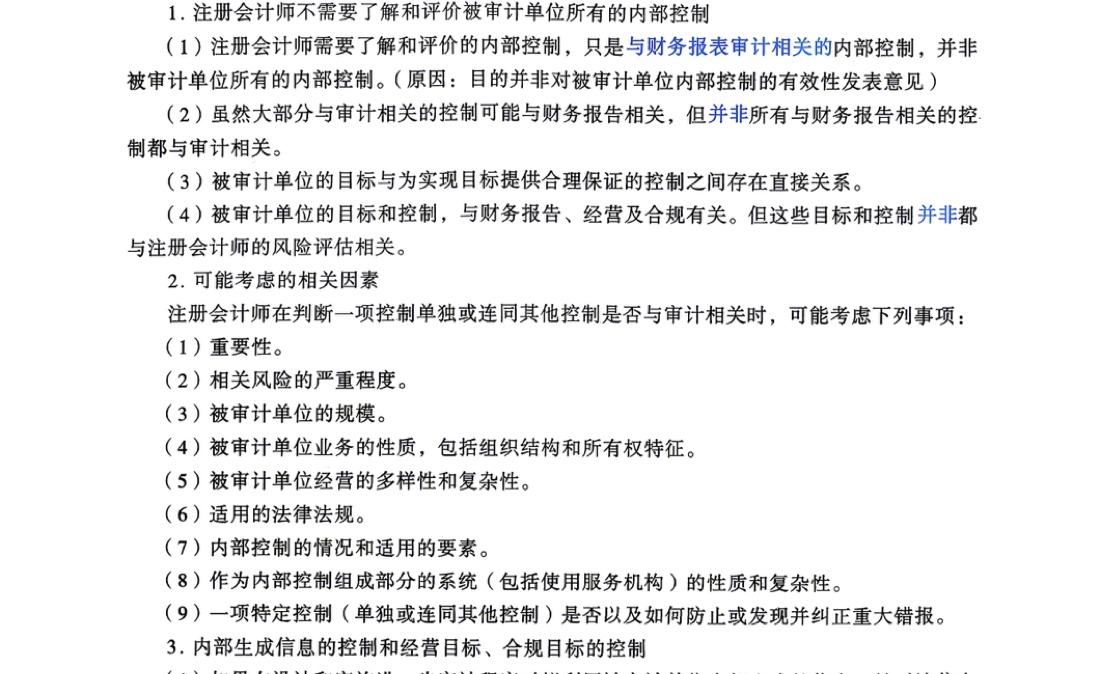 1. 注册会计师不需要了解和评价被审计单位所有的内部控制
（1）注册会计师需要了解和评价的内部控制，只是与财务报表审计相关的内部控制，并非
被审计单位所有的内部控制。（原因：目的并非对被审计单位内部控制的有效性发表意见）
（2）虽然大部分与审计相关的控制可能与财务报告相关，但并非所有与财务报告相关的控
制都与审计相关。
（3）被审计单位的目标与为实现目标提供合理保证的控制之间存在直接关系。
（4）被审计单位的目标和控制，与财务报告、经营及合规有关。但这些目标和控制并非都
与注册会计师的风险评估相关。
2. 可能考虑的相关因素
注册会计师在判断一项控制单独或连同其他控制是否与审计相关时，可能考虑下列事项：
（1）重要性。
（2）相关风险的严重程度。
（3）被审计单位的规模。
（4）被审计单位业务的性质，包括组织结构和所有权特征。
（5）被审计单位经营的多样性和复杂性。
（6）适用的法律法规。
（7）内部控制的情况和适用的要素。
（8）作为内部控制组成部分的系统（包括使用服务机构）的性质和复杂性。
（9）一项特定控制（单独或连同其他控制）是否以及如何防止或发现并纠正重大错报。
3. 内部生成信息的控制和经营目标、合规目标的控制